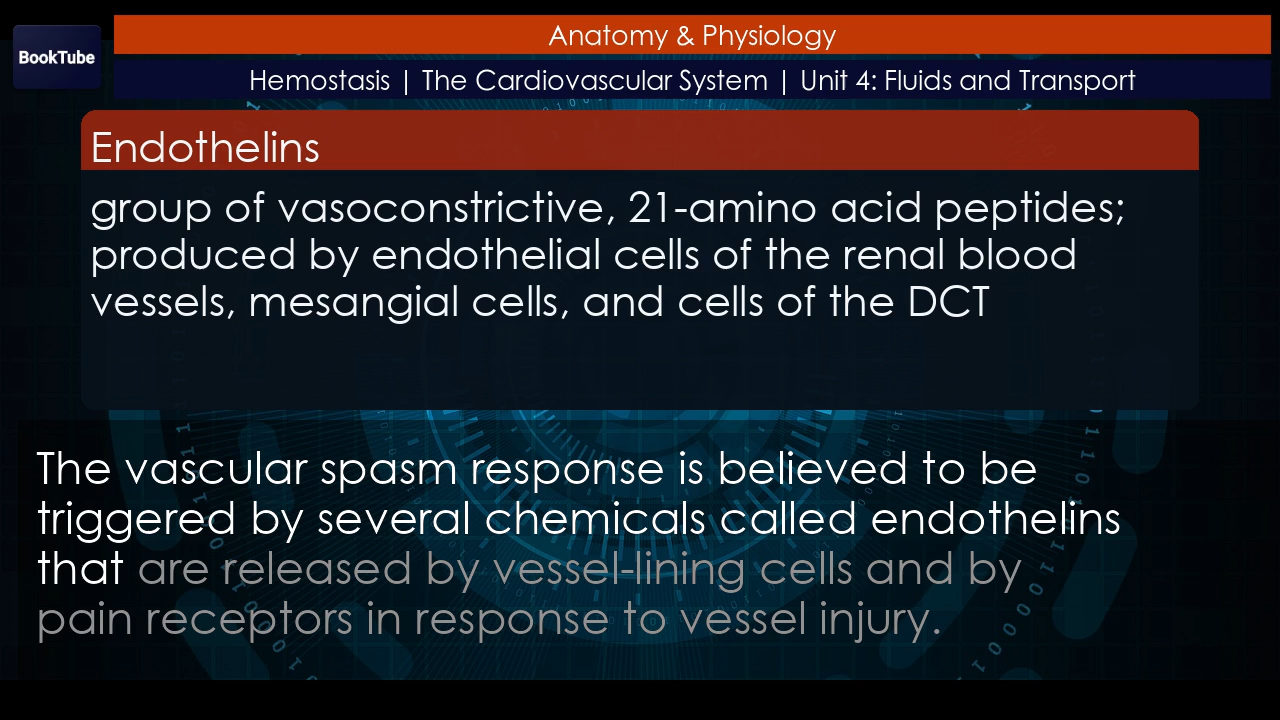 BookTube
Anatomy & Physiology
Hemostasis | The Cardiovascular System | Unit 4: Fluids and Transport
Endothelins
group of vasoconstrictive, 21-amino acid peptides;
produced by endothelial cells of the renal blood
vessels, mesangial cells, and cells of the DCT
The vascular spasm response is believed to be
triggered by several chemicals called endothelins
that are released by vessel-lining cells and by
pain receptors in response to vessel injury.